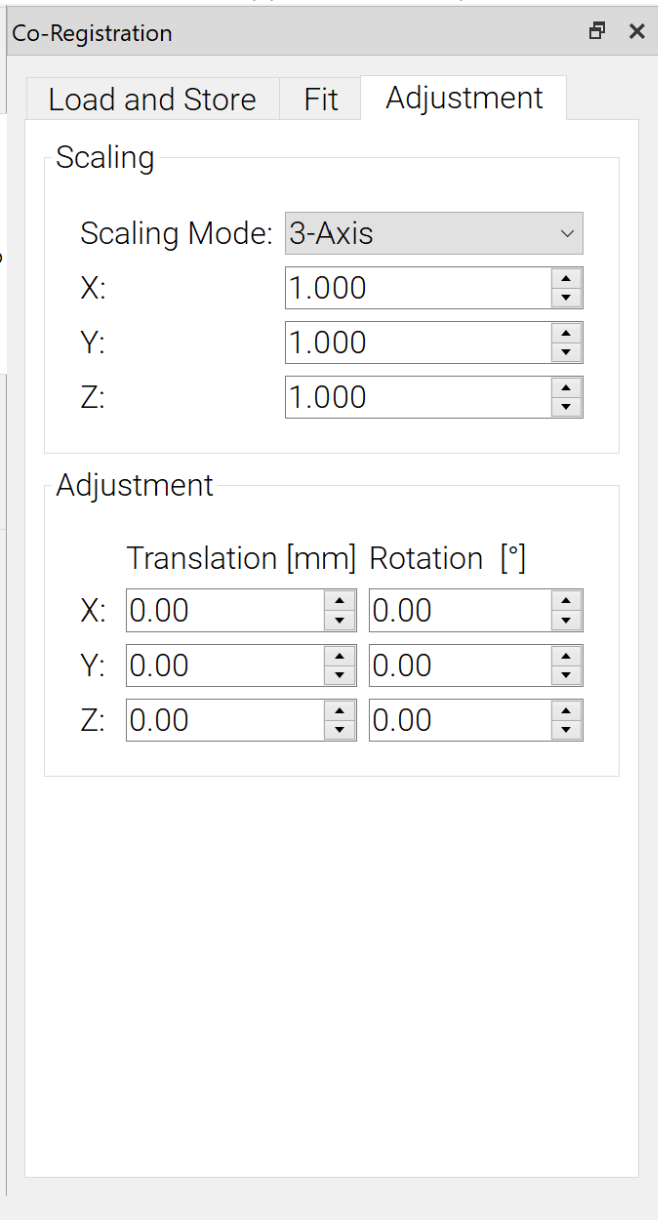 Co-Registration
Load and Store Fit Adjustment
Scaling
Scaling Mode: 3-Axis
X: 1.000
Y: 1.000
Z: 1.000
Adjustment
Translation [mm] Rotation [°]
X: 0.00 0.00
Y: 0.00 0.00
Z: 0.00 0.00